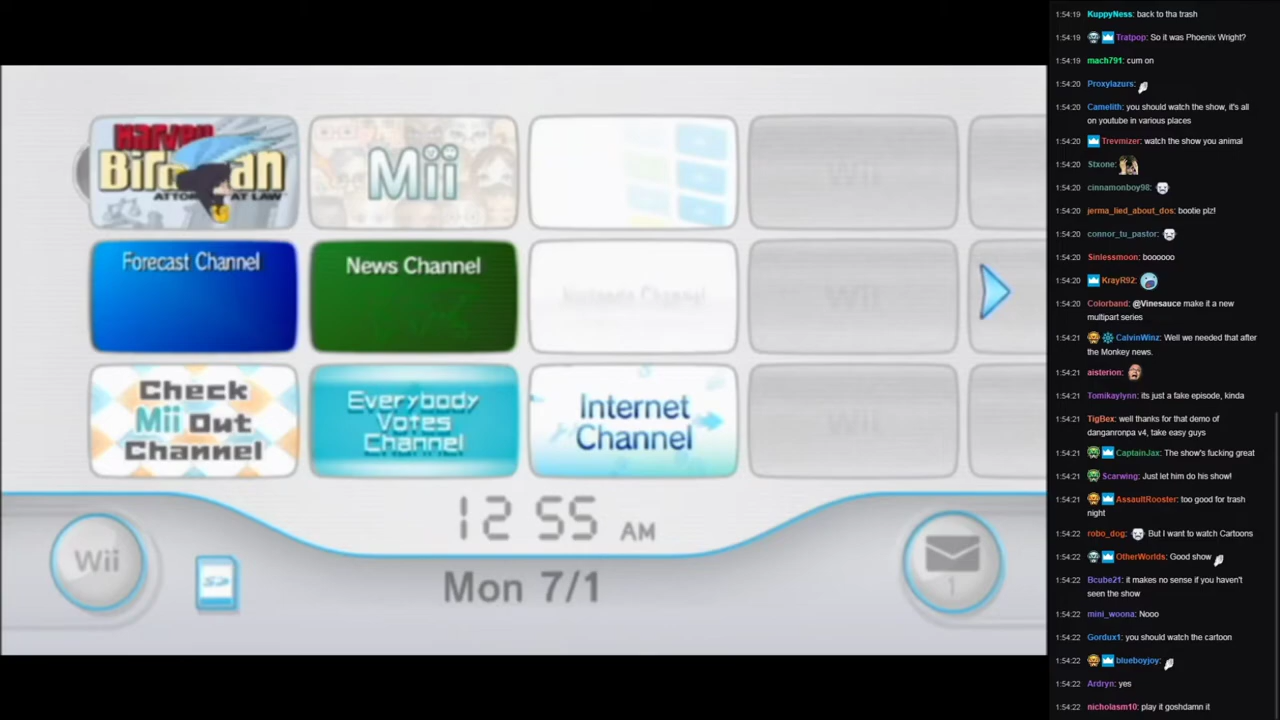 HARVEY
Birdman
ATTORNEY AT LAW
Mii
Wii
Forecast Channel
News Channel
Nintendo Channel
Wii
Check
Mii Out
Channel
Everybody
Votes
Channel
Internet
Channel
Wii
12 55 AM
Wii
SD
1
Mon 7/1
1:54:19 KuppyNess: back to tha trash
1:54:19 Tratpop: So it was Phoenix Wright?
1:54:19 mach791: cum on
1:54:20 Proxylazurs:
1:54:20 Camelith: you should watch the show, it's all
on youtube in various places
1:54:20 Trevmizer: watch the show you animal
1:54:20 Stxone:
1:54:20 cinnamonboy98:
1:54:20 jerma_lied_about_dos: bootie plz!
1:54:20 connor_tu_pastor:
1:54:20 Sinlessmoon: boooooo
1:54:20 KrayR92:
1:54:20 Colorband: @Vinesauce make it a new
multipart series
1:54:21 CalvinWinz: Well we needed that after
the Monkey news.
1:54:21 aisterion:
1:54:21 Tomikaylynn: its just a fake episode, kinda
1:54:21 TigBex: well thanks for that demo of
danganronpa v4, take easy guys
1:54:21 CaptainJax: The show's fucking great
1:54:21 Scarwing: Just let him do his show!
1:54:21 AssaultRooster: too good for trash
night
1:54:22 robo_dog: But I want to watch Cartoons
1:54:22 OtherWorlds: Good show
1:54:22 Bcube21: it makes no sense if you haven't
seen the show
1:54:22 mini_woona: Nooo
1:54:22 Gordux1: you should watch the cartoon
1:54:22 blueboyjoy:
1:54:22 Ardryn: yes
1:54:22 nicholasm10: play it goshdamn it